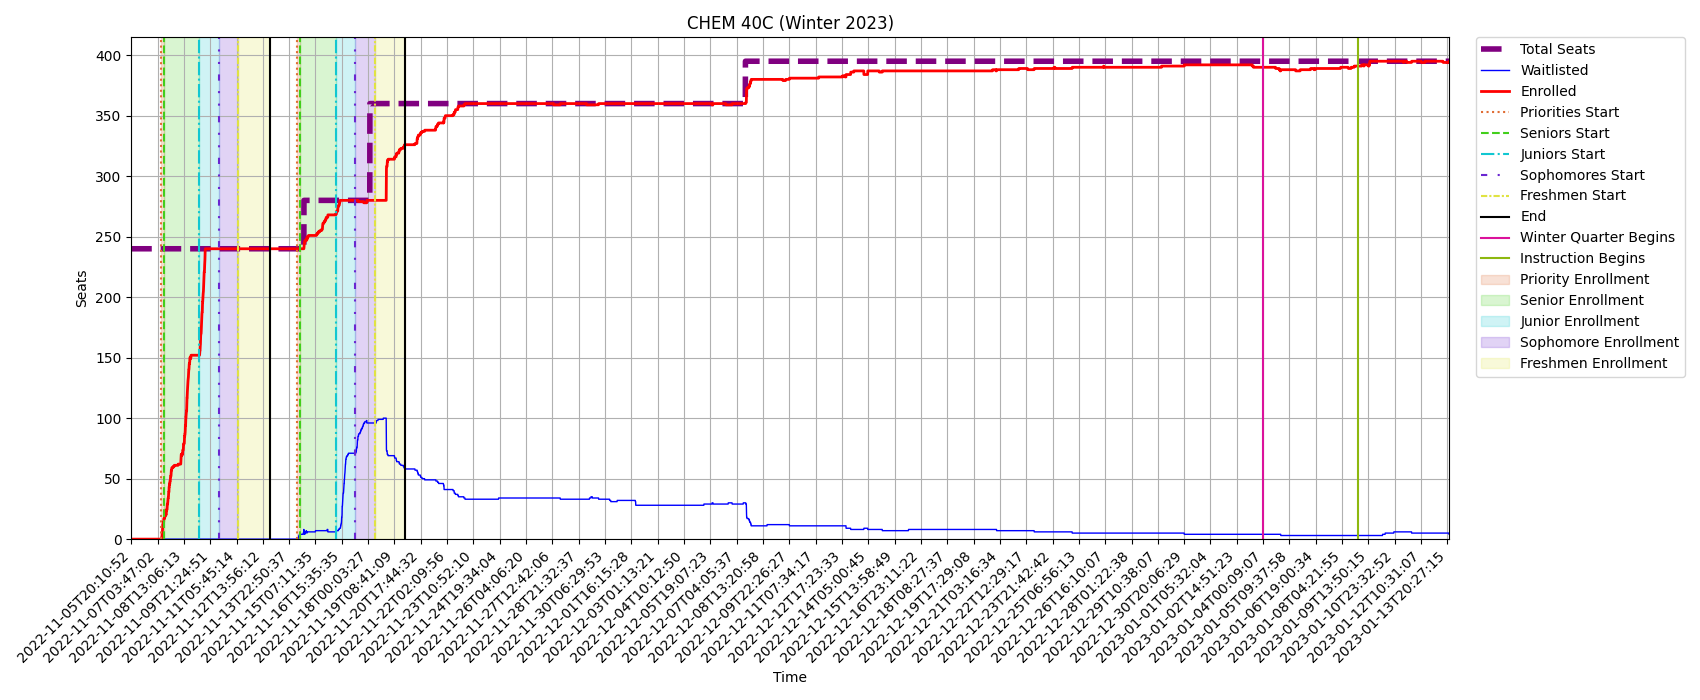 CHEM 40C (Winter 2023)
400
350
300
250
200
150
100
50
0
Seats
2022-11-05T20:10:52
2022-11-07T03:47:02
2022-11-08T13:06:13
2022-11-09T21:24:51
2022-11-11T05:45:14
2022-11-12T13:56:12
2022-11-13T22:50:37
2022-11-15T07:11:35
2022-11-16T15:35:33
2022-11-18T00:03:27
2022-11-19T08:41:09
2022-11-20T17:44:32
2022-11-22T02:09:56
2022-11-23T10:52:10
2022-11-24T19:34:04
2022-11-26T04:06:20
2022-11-27T12:42:06
2022-11-28T21:32:37
2022-11-30T06:29:53
2022-12-01T16:15:28
2022-12-03T01:13:21
2022-12-04T10:12:50
2022-12-05T19:07:23
2022-12-07T04:05:37
2022-12-08T13:20:58
2022-12-09T22:26:27
2022-12-11T07:34:17
2022-12-12T17:23:33
2022-12-14T05:00:45
2022-12-15T13:58:49
2022-12-16T23:11:22
2022-12-18T08:27:37
2022-12-19T17:29:08
2022-12-21T03:16:34
2022-12-22T12:29:17
2022-12-23T21:42:42
2022-12-25T06:56:13
2022-12-26T16:10:07
2022-12-28T01:22:38
2022-12-29T10:38:07
2022-12-30T20:06:29
2023-01-01T05:32:04
2023-01-02T14:51:23
2023-01-04T00:09:07
2023-01-05T09:37:58
2023-01-06T19:00:34
2023-01-08T04:21:55
2023-01-09T13:50:15
2023-01-10T23:32:52
2023-01-12T10:31:07
2023-01-13T20:27:15
Time
Total Seats
Waitlisted
Enrolled
Priorities Start
Seniors Start
Juniors Start
Sophomores Start
Freshmen Start
End
Winter Quarter Begins
Instruction Begins
Priority Enrollment
Senior Enrollment
Junior Enrollment
Sophomore Enrollment
Freshmen Enrollment